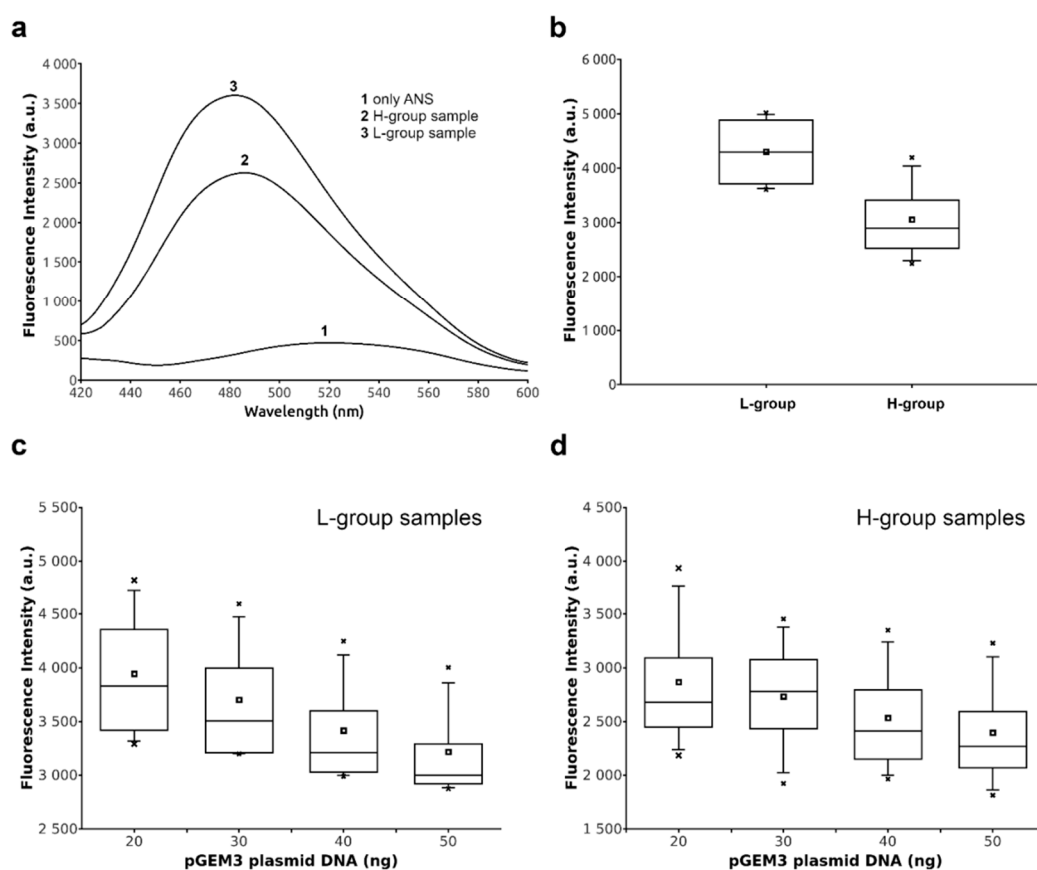 a
Fluorescence Intensity (a.u.)
4 000
3 500
3 000
2 500
2 000
1 500
1 000
500
0
3
2
1
1 only ANS
2 H-group sample
3 L-group sample
420 440 460 480 500 520 540 560 580 600
Wavelength (nm)
b
Fluorescence Intensity (a.u.)
6 000
5 000
4 000
3 000
2 000
1 000
0
L-group H-group
c
L-group samples
Fluorescence Intensity (a.u.)
5 500
5 000
4 500
4 000
3 500
3 000
2 500
20 30 40 50
pGEM3 plasmid DNA (ng)
d
H-group samples
Fluorescence Intensity (a.u.)
4 500
4 000
3 500
3 000
2 500
2 000
1 500
20 30 40 50
pGEM3 plasmid DNA (ng)